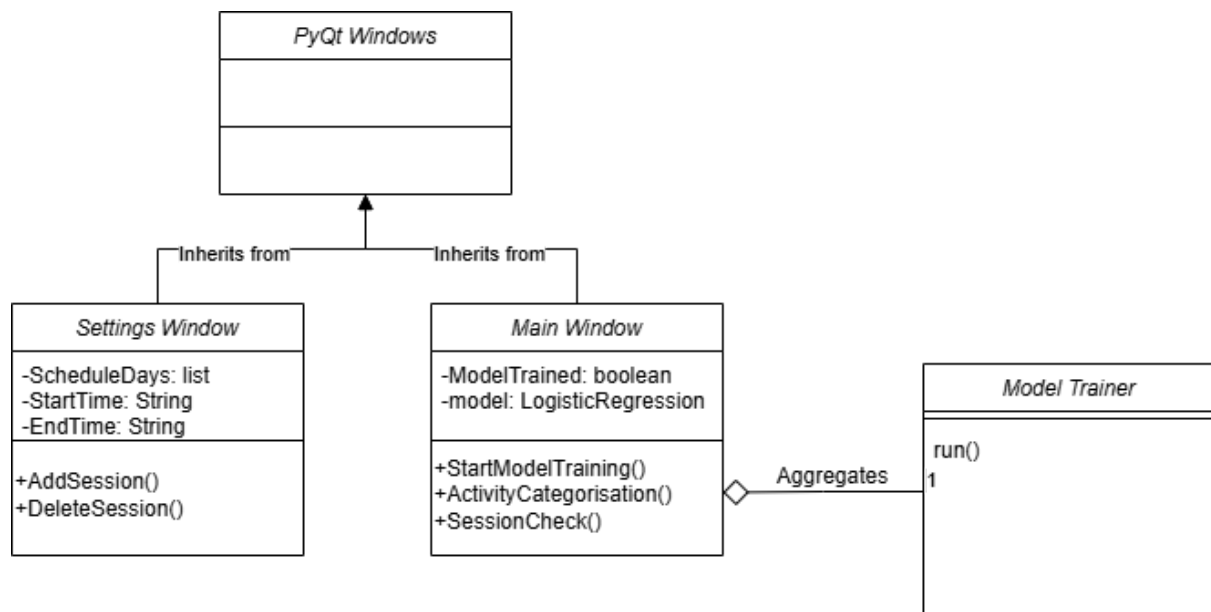 PyQt Windows
Inherits from
Inherits from
Settings Window
-ScheduleDays: list
-StartTime: String
-EndTime: String
+AddSession()
+DeleteSession()
Main Window
-ModelTrained: boolean
-model: LogisticRegression
+StartModelTraining()
+ActivityCategorisation()
+SessionCheck()
Aggregates
Model Trainer
run()
1